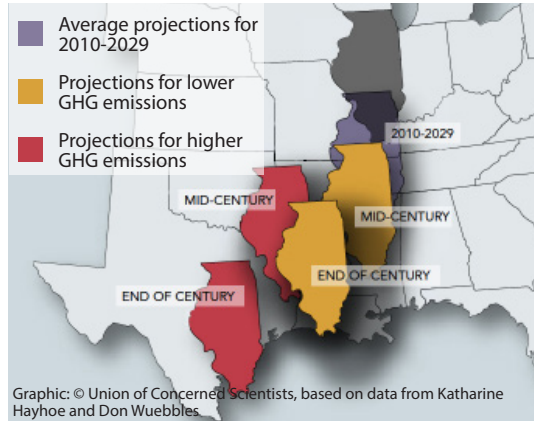 Average projections for
2010-2029
Projections for lower
GHG emissions
Projections for higher
GHG emissions
2010-2029
MID-CENTURY
MID-CENTURY
END OF CENTURY
END OF CENTURY
Graphic: © Union of Concerned Scientists, based on data from Katharine
Hayhoe and Don Wuebbles